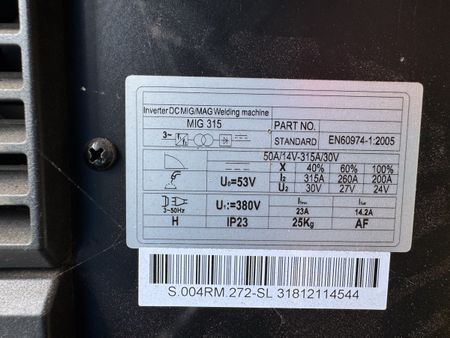 Inverter DC MIG/MAG Welding machine
MIG 315
PART NO.
3~
STANDARD EN60974-1:2005
50A/14V-315A/30V
X 40% 60% 100%
U₀=53V
I₂ 315A 260A 200A
U₂ 30V 27V 24V
3~50Hz
U₁:=380V
23A 14.2A
H IP23 25Kg AF
S.004RM.272-SL 31812114544